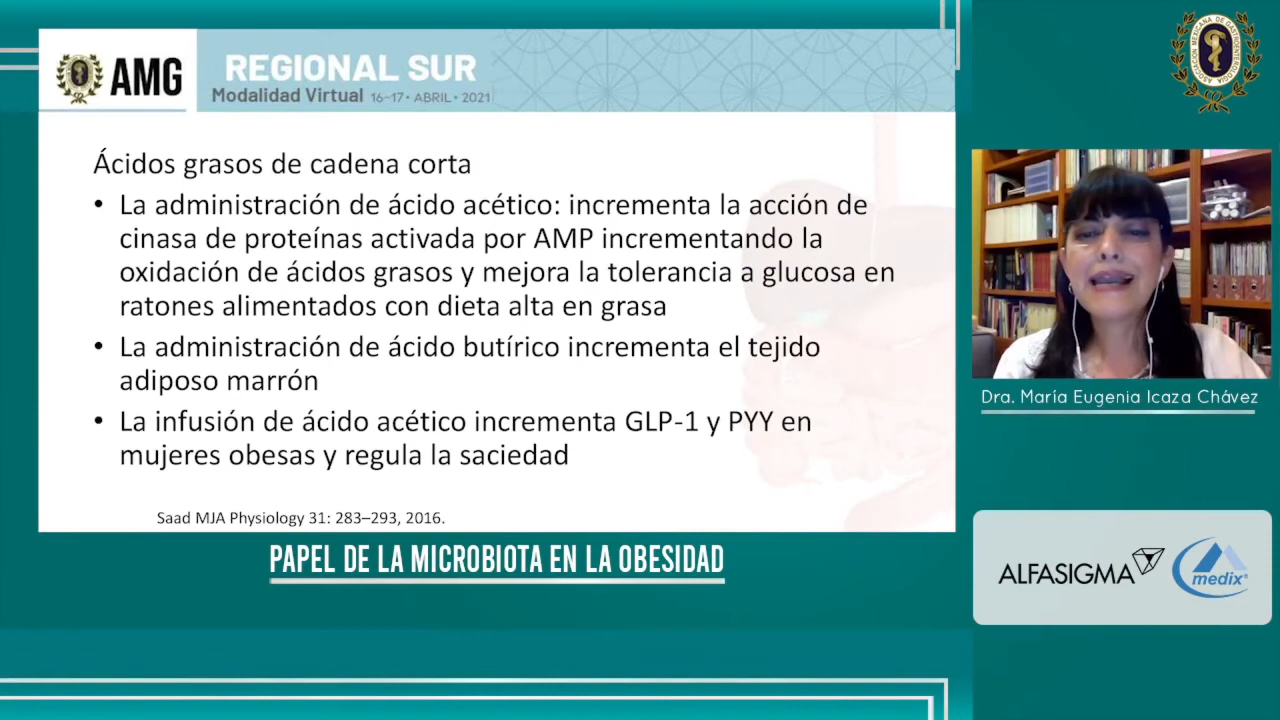 AMG
REGIONAL SUR
Modalidad Virtual 16-17 • ABRIL • 2021
Ácidos grasos de cadena corta
• La administración de ácido acético: incrementa la acción de
cinasa de proteínas activada por AMP incrementando la
oxidación de ácidos grasos y mejora la tolerancia a glucosa en
ratones alimentados con dieta alta en grasa
• La administración de ácido butírico incrementa el tejido
adiposo marrón
• La infusión de ácido acético incrementa GLP-1 y PYY en
mujeres obesas y regula la saciedad
Saad MJA Physiology 31: 283–293, 2016.
PAPEL DE LA MICROBIOTA EN LA OBESIDAD
ASOCIACIÓN MEXICANA DE GASTROENTEROLOGÍA
Dra. María Eugenia Icaza Chávez
ALFASIGMA
medix®